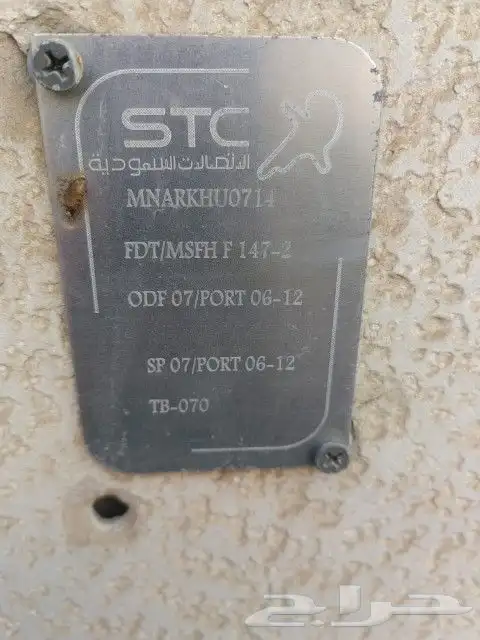 STC
الاتصالات السعودية
MNARKHU0714
FDT/MSFH F 147-2
ODF 07/PORT 06-12
SP 07/PORT 06-12
TB-070
حراج